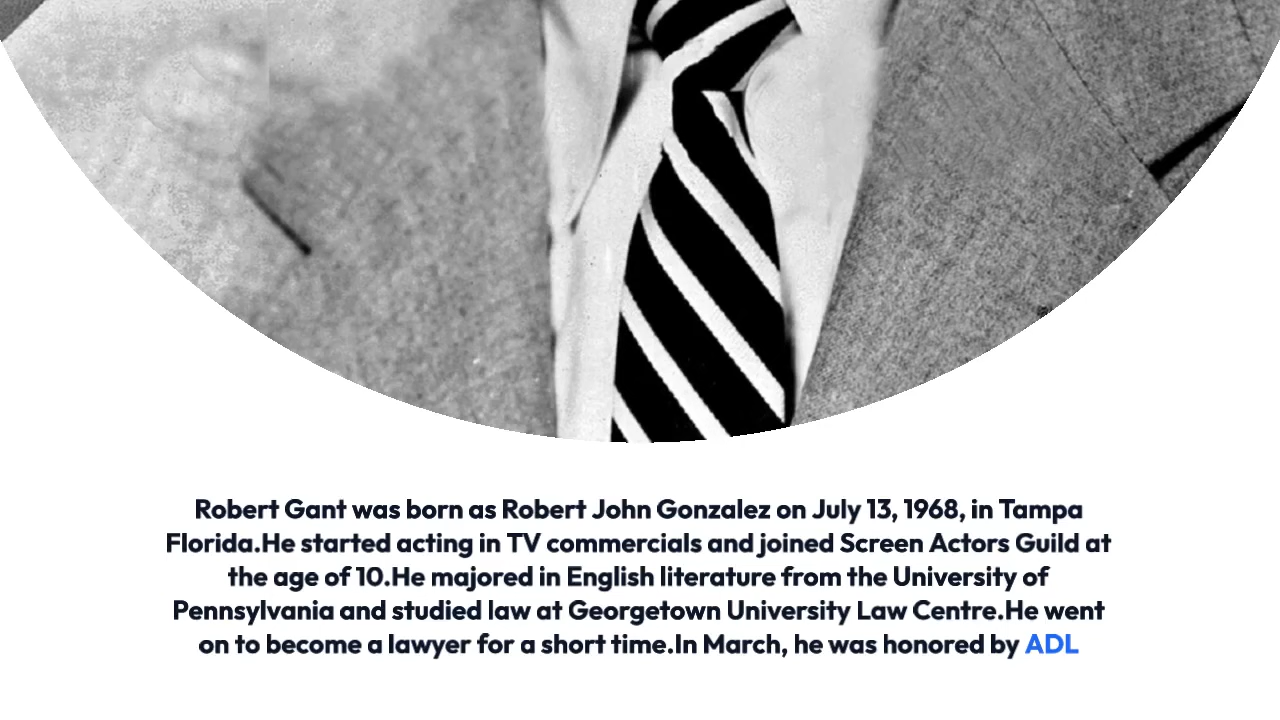 Robert Gant was born as Robert John Gonzalez on July 13, 1968, in Tampa
Florida.He started acting in TV commercials and joined Screen Actors Guild at
the age of 10.He majored in English literature from the University of
Pennsylvania and studied law at Georgetown University Law Centre.He went
on to become a lawyer for a short time.In March, he was honored by ADL